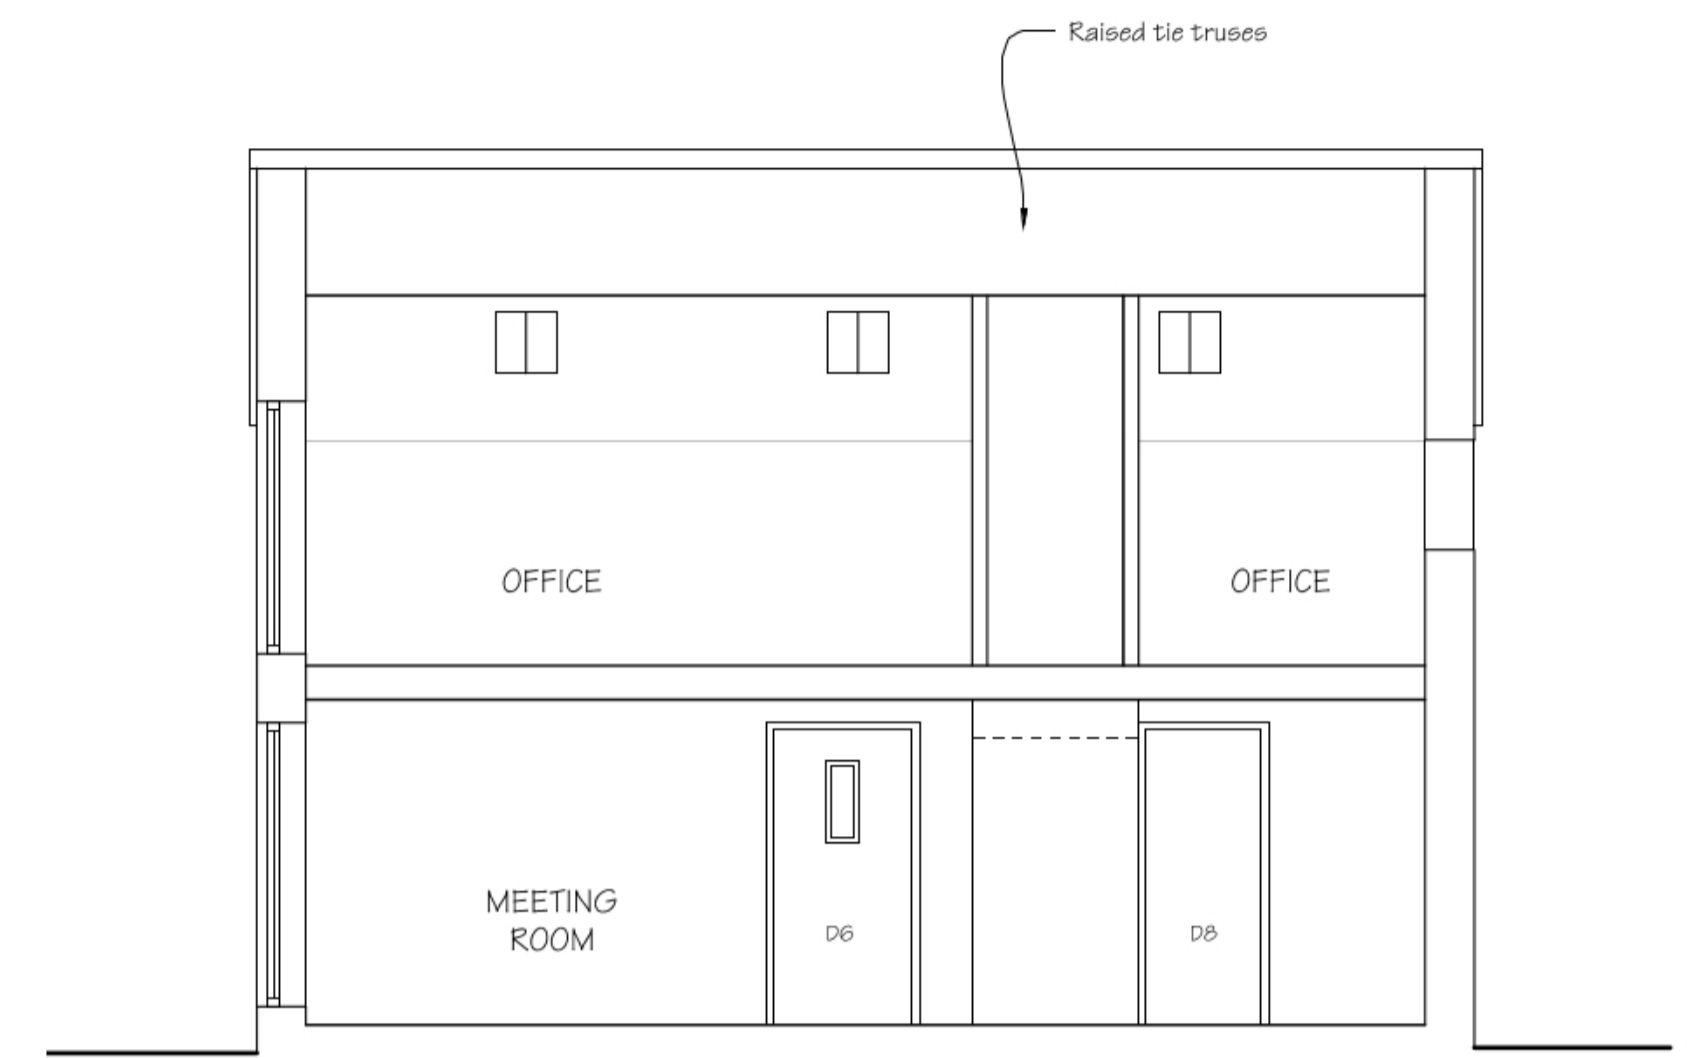 Raised tie truses
OFFICE
OFFICE
MEETING
ROOM
D6
D8